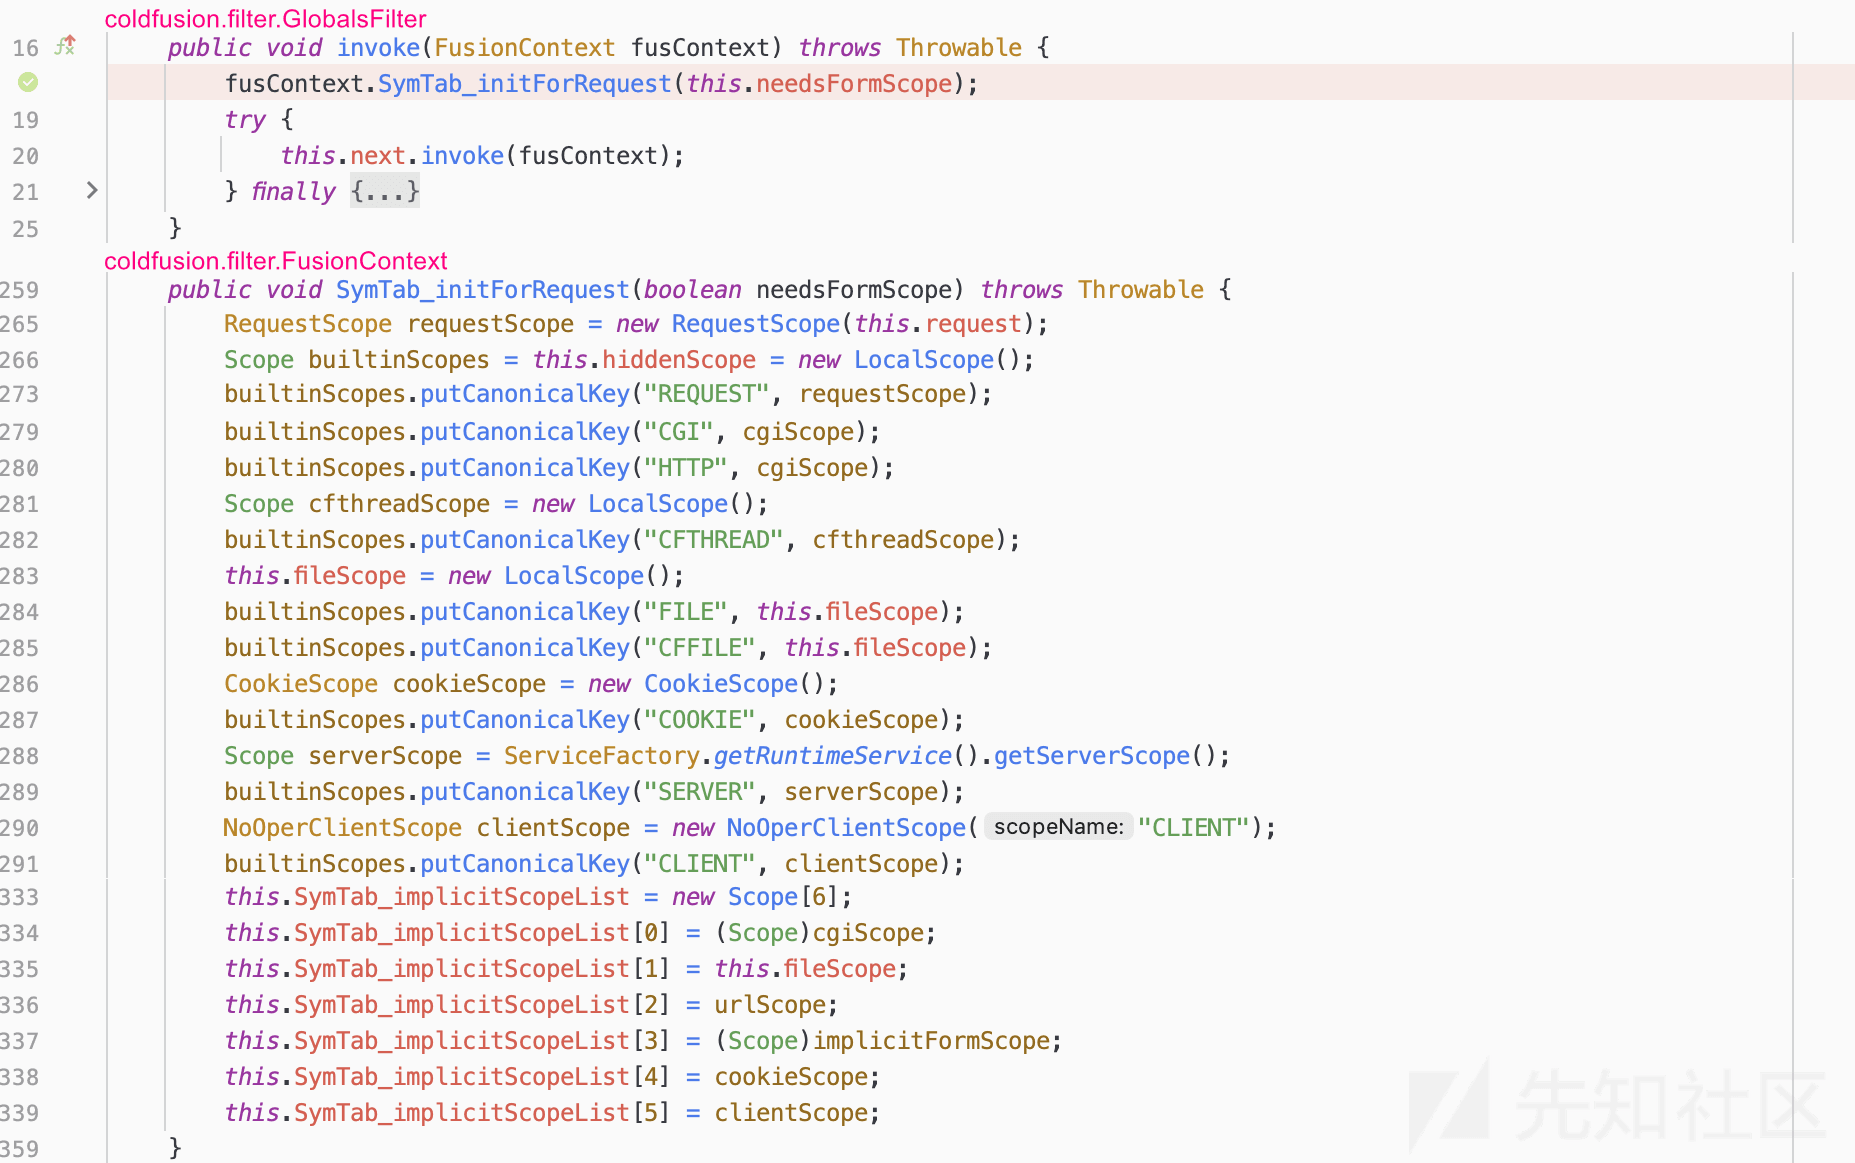 coldfusion.filter.GlobalsFilter
16 public void invoke(FusionContext fusContext) throws Throwable {
fusContext.SymTab_initForRequest(this.needsFormScope);
19 try {
20 this.next.invoke(fusContext);
21 } finally {...}
25 }
coldfusion.filter.FusionContext
259 public void SymTab_initForRequest(boolean needsFormScope) throws Throwable {
265 RequestScope requestScope = new RequestScope(this.request);
266 Scope builtinScopes = this.hiddenScope = new LocalScope();
273 builtinScopes.putCanonicalKey("REQUEST", requestScope);
279 builtinScopes.putCanonicalKey("CGI", cgiScope);
280 builtinScopes.putCanonicalKey("HTTP", cgiScope);
281 Scope cfthreadScope = new LocalScope();
282 builtinScopes.putCanonicalKey("CFTHREAD", cfthreadScope);
283 this.fileScope = new LocalScope();
284 builtinScopes.putCanonicalKey("FILE", this.fileScope);
285 builtinScopes.putCanonicalKey("CFFILE", this.fileScope);
286 CookieScope cookieScope = new CookieScope();
287 builtinScopes.putCanonicalKey("COOKIE", cookieScope);
288 Scope serverScope = ServiceFactory.getRuntimeService().getServerScope();
289 builtinScopes.putCanonicalKey("SERVER", serverScope);
290 NoOperClientScope clientScope = new NoOperClientScope( scopeName: "CLIENT");
291 builtinScopes.putCanonicalKey("CLIENT", clientScope);
333 this.SymTab_implicitScopeList = new Scope[6];
334 this.SymTab_implicitScopeList[0] = (Scope)cgiScope;
335 this.SymTab_implicitScopeList[1] = this.fileScope;
336 this.SymTab_implicitScopeList[2] = urlScope;
337 this.SymTab_implicitScopeList[3] = (Scope)implicitFormScope;
338 this.SymTab_implicitScopeList[4] = cookieScope;
339 this.SymTab_implicitScopeList[5] = clientScope;
359 }
先知社区